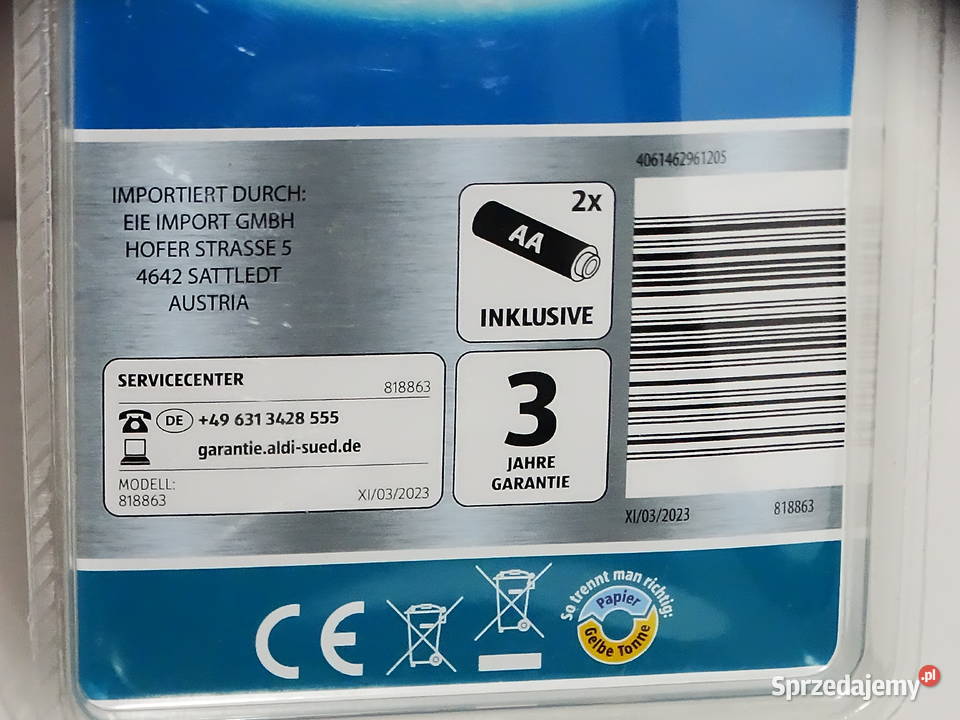 IMPORTIERT DURCH:
EIE IMPORT GMBH
HOFER STRASSE 5
4642 SATTLEDT
AUSTRIA
2x
AA
INKLUSIVE
4061462961205
SERVICECENTER 818863
DE +49 631 3428 555
garantie.aldi-sued.de
MODELL:
818863 XI/03/2023
3
JAHRE
GARANTIE
XI/03/2023 818863
CE
So trennt man richtig:
Papier
Gelbe Tonne
Sprzedajemy.pl